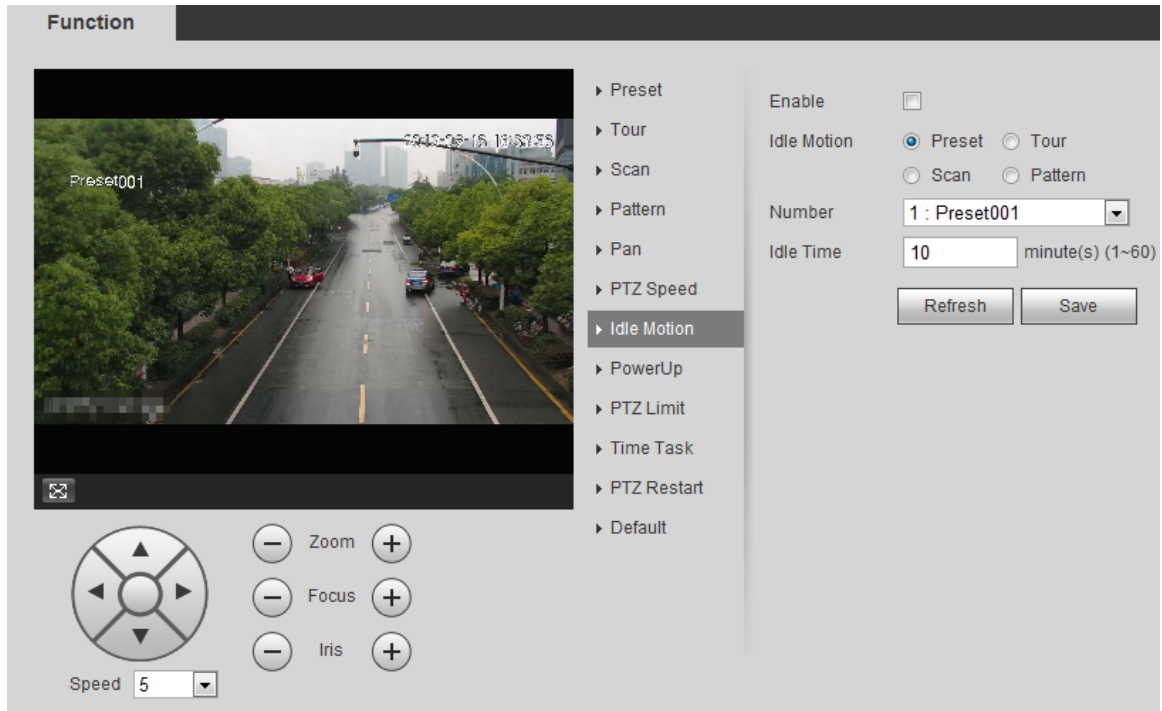 Function
Preset001
Zoom
Focus
Iris
Speed 5
Preset
Tour
Scan
Pattern
Pan
PTZ Speed
Idle Motion
PowerUp
PTZ Limit
Time Task
PTZ Restart
Default
Enable
Idle Motion Preset Tour
Scan Pattern
Number 1 : Preset001
Idle Time 10 minute(s) (1~60)
Refresh Save